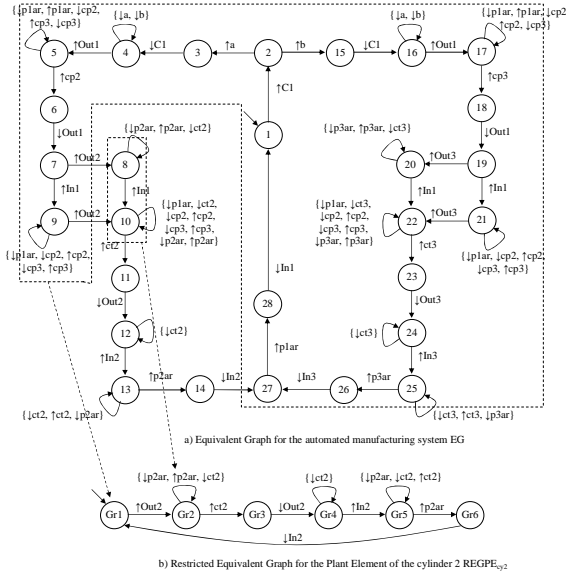 {↓p1ar, ↑p1ar, ↓cp2
↑cp3, ↓cp3}
{↓a, ↓b}
{↓a, ↓b}
{↓p1ar, ↑p1ar, ↓cp2
↑cp2, ↓cp3}
5
↑Out1
4
↓C1
3
↑a
2
↑b
15
↓C1
16
↑Out1
17
↑cp2
↑C1
↑cp3
6
1
18
↓Out1
{↓p2ar, ↑p2ar, ↓ct2}
{↓p3ar, ↑p3ar, ↓ct3}
↓Out1
7
↑Out2
8
20
↑Out3
19
↑In1
↑In1
↑In1
↑In1
9
↑Out2
10
{↓p1ar, ↓ct2,
↓cp2, ↑cp2,
↓cp3, ↑cp3,
↓p2ar, ↑p2ar}
{↓p1ar, ↓ct3,
↓cp2, ↑cp2,
↓cp3, ↑cp3,
↓p3ar, ↑p3ar}
22
↑Out3
21
{↓p1ar, ↓cp2, ↑cp2,
↓cp3, ↑cp3}
↑ct2
↑ct3
{↓p1ar, ↓cp2, ↑cp2,
↓cp3, ↑cp3}
11
↓In1
23
↓Out2
28
↓Out3
12
{↓ct2}
{↓ct3}
24
↑In2
↑p1ar
↑In3
13
↑p2ar
14
↓In2
27
↓In3
26
↑p3ar
25
{↓ct2, ↑ct2, ↓p2ar}
{↓ct3, ↑ct3, ↓p3ar}
a) Equivalent Graph for the automated manufacturing system EG
{↓p2ar, ↑p2ar, ↓ct2}
{↓ct2}
{↓p2ar, ↓ct2, ↑ct2}
Gr1
↑Out2
Gr2
↑ct2
Gr3
↓Out2
Gr4
↑In2
Gr5
↑p2ar
Gr6
↓In2
b) Restricted Equivalent Graph for the Plant Element of the cylinder 2 REGPEcy2